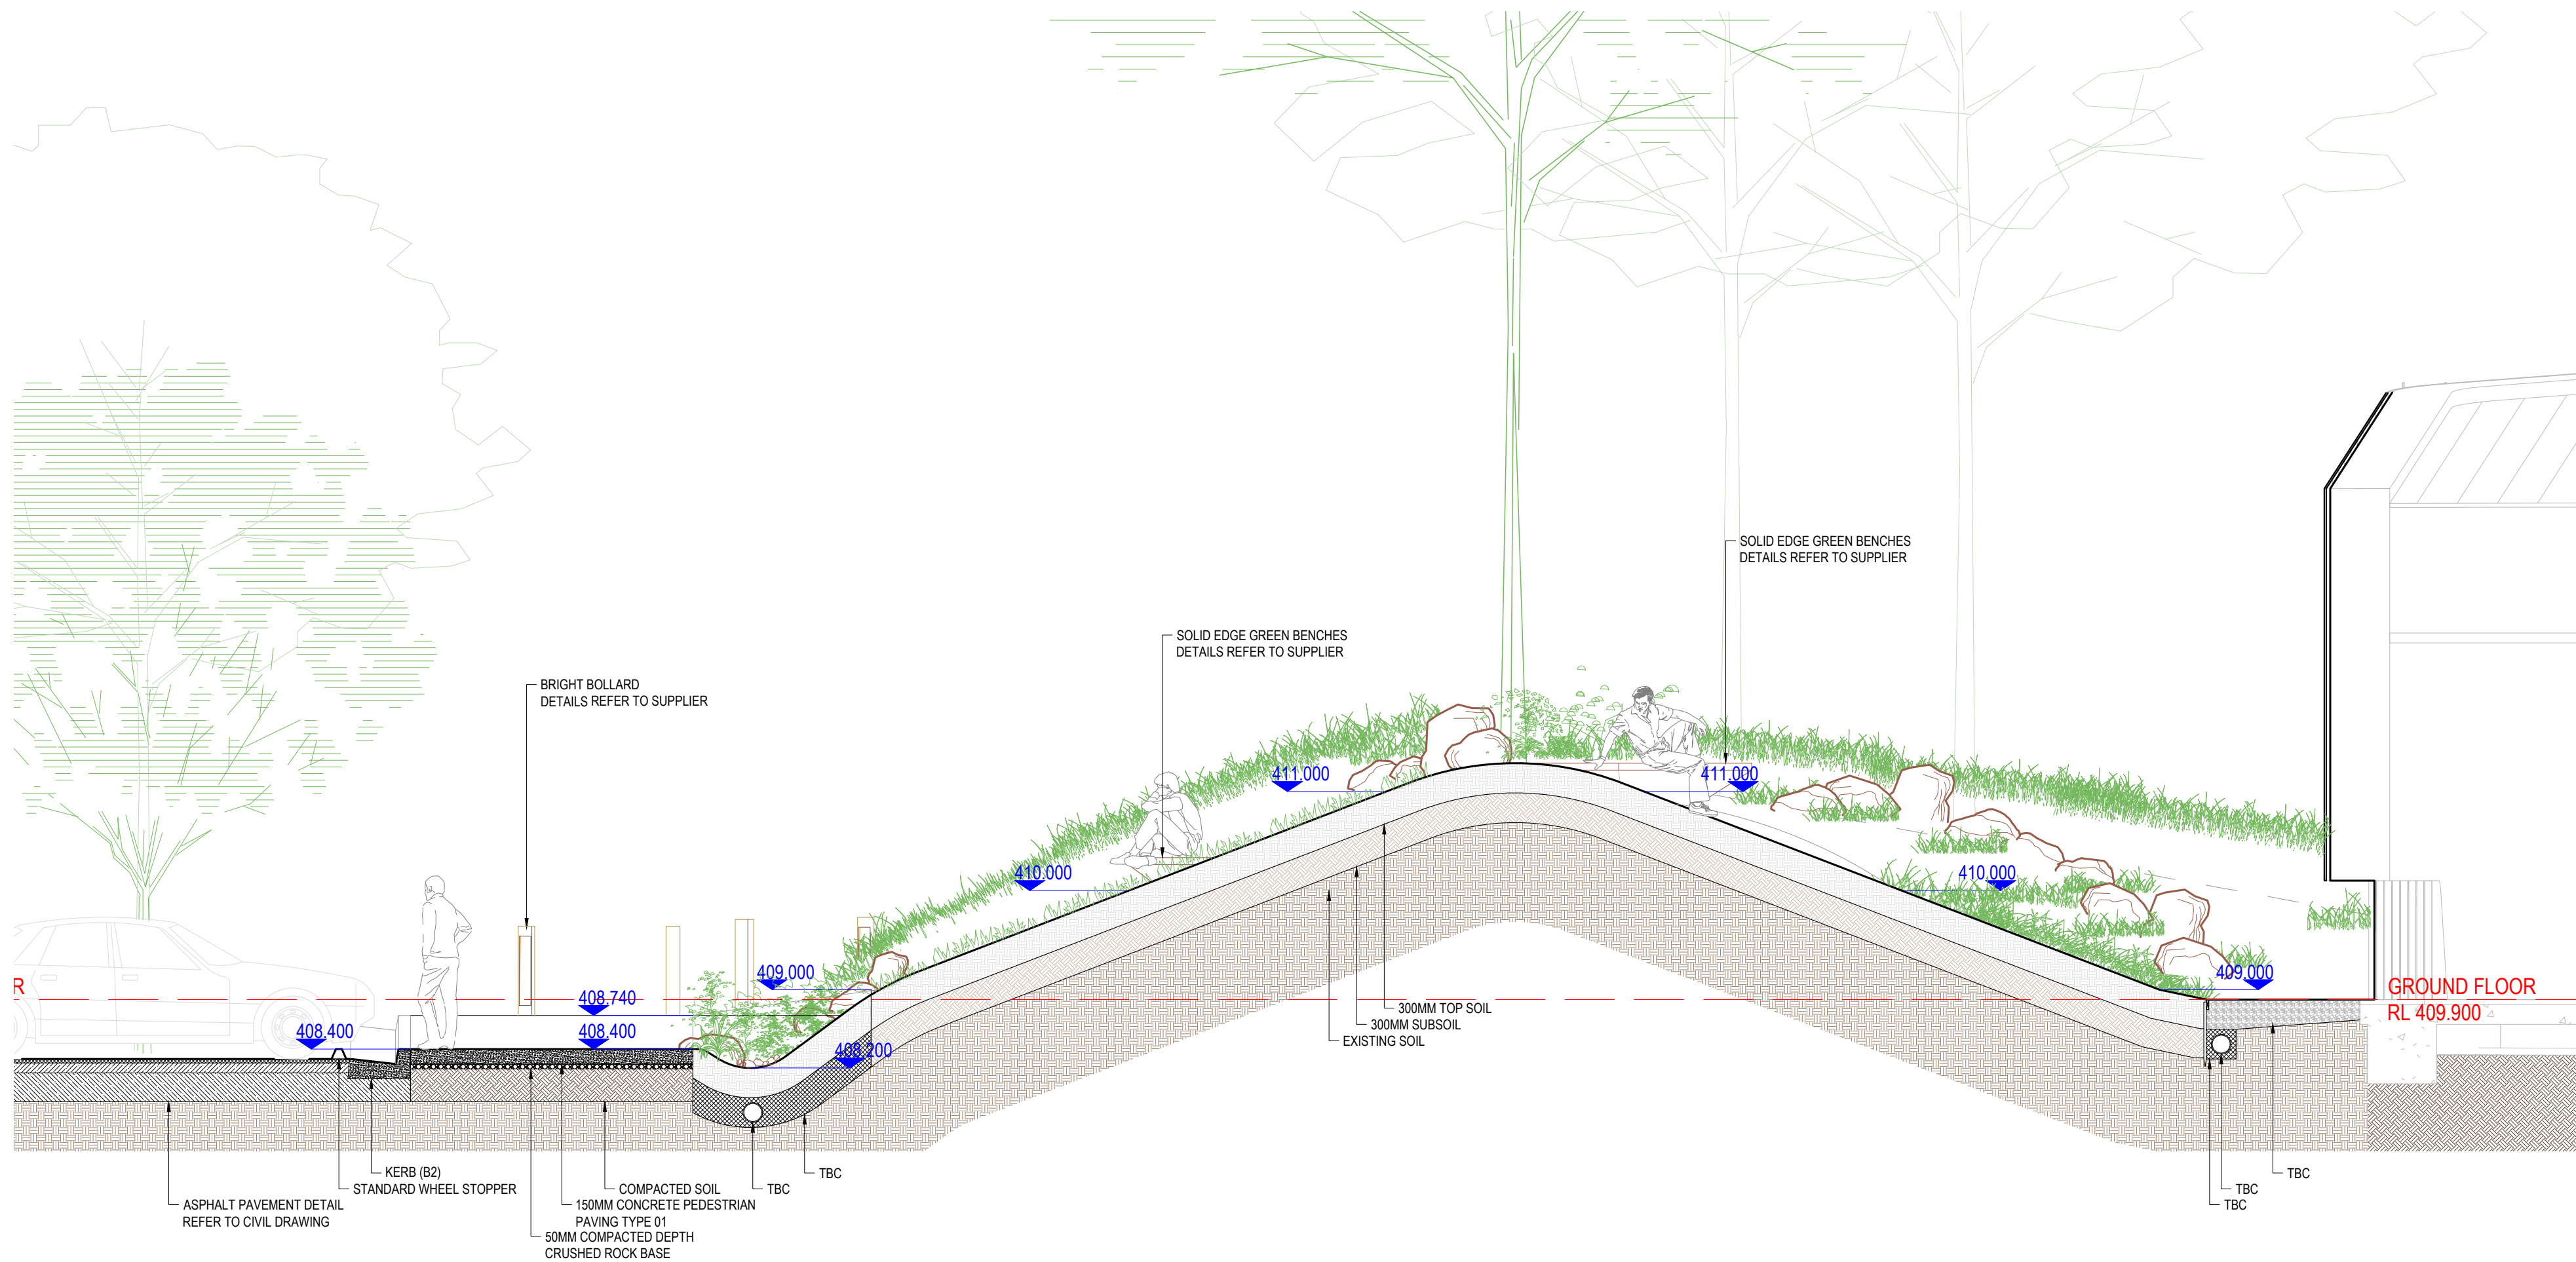 SOLID EDGE GREEN BENCHES
DETAILS REFER TO SUPPLIER
SOLID EDGE GREEN BENCHES
DETAILS REFER TO SUPPLIER
BRIGHT BOLLARD
DETAILS REFER TO SUPPLIER
411.000
411.000
410.000
410.000
409.000
409.000
R
GROUND FLOOR
RL 409.900
408.740
408.400
408.400
408.200
300MM TOP SOIL
300MM SUBSOIL
EXISTING SOIL
KERB (B2)
STANDARD WHEEL STOPPER
ASPHALT PAVEMENT DETAIL
REFER TO CIVIL DRAWING
COMPACTED SOIL
150MM CONCRETE PEDESTRIAN
PAVING TYPE 01
50MM COMPACTED DEPTH
CRUSHED ROCK BASE
TBC
TBC
TBC
TBC
TBC